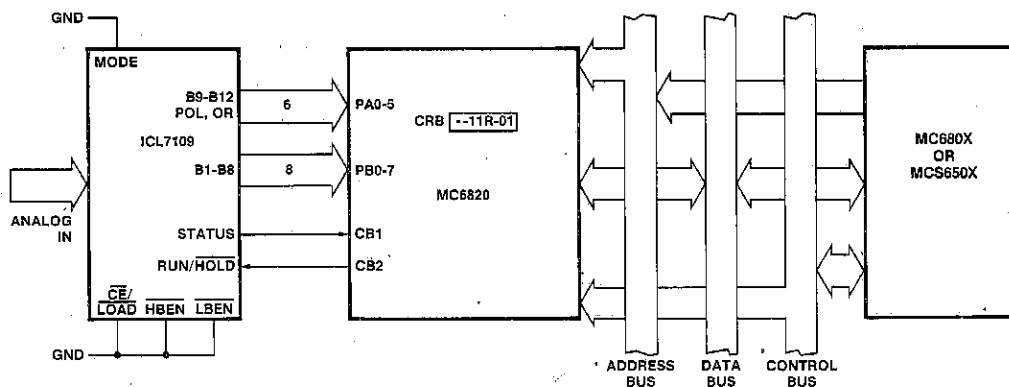 GND
MODE
B9-B12
POL, OR
6
PA0-5
ICL7109
CRB --11R-01
B1-B8
8
PB0-7
MC6820
MC680X
OR
MCS650X
ANALOG
IN
STATUS
CB1
RUN/HOLD
CB2
CE/
LOAD HBEN LBEN
GND
ADDRESS
BUS
DATA
BUS
CONTROL
BUS